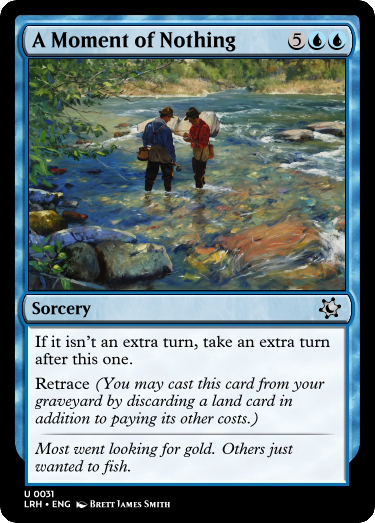 A Moment of Nothing 5
Sorcery
If it isn't an extra turn, take an extra turn
after this one.
Retrace (You may cast this card from your
graveyard by discarding a land card in
addition to paying its other costs.)
Most went looking for gold. Others just
wanted to fish.
U 0031
LRH • ENG Brett James Smith